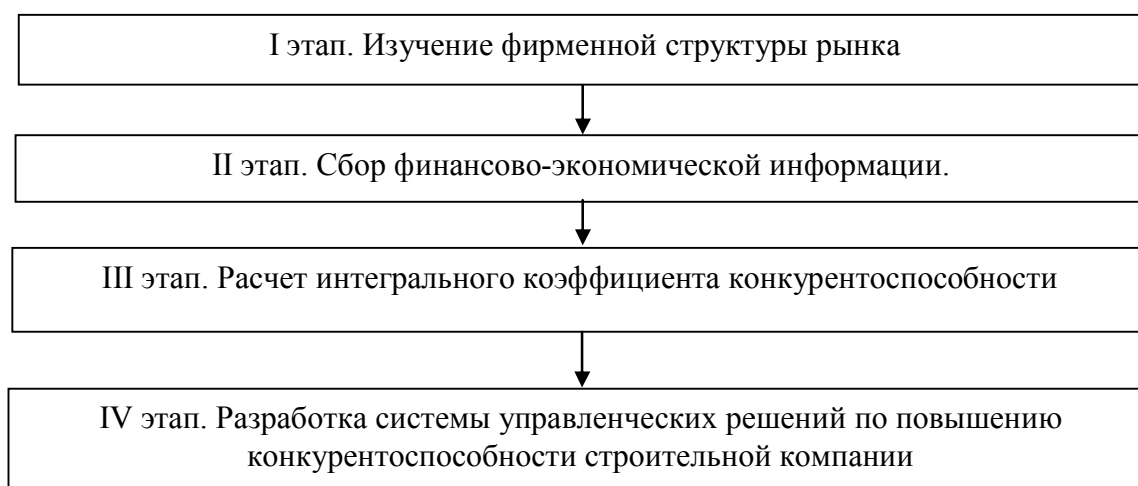 I этап. Изучение фирменной структуры рынка
II этап. Сбор финансово-экономической информации.
III этап. Расчет интегрального коэффициента конкурентоспособности
IV этап. Разработка системы управленческих решений по повышению
конкурентоспособности строительной компании